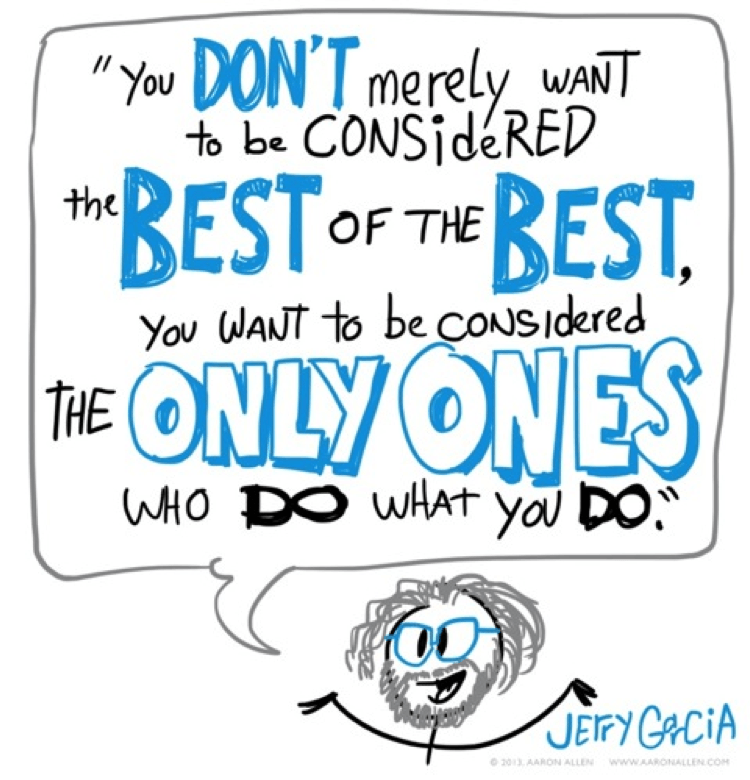 "You DON'T merely WANT
to be CONSidéRED
the BEST OF THE BEST,
YOU WANT to be CONSIdered
THE ONLY ONES
WHO DO WHAT YOU DO."
JErry GarCiA
© 2013, AARON ALLEN WWW.AARONALLEN.COM